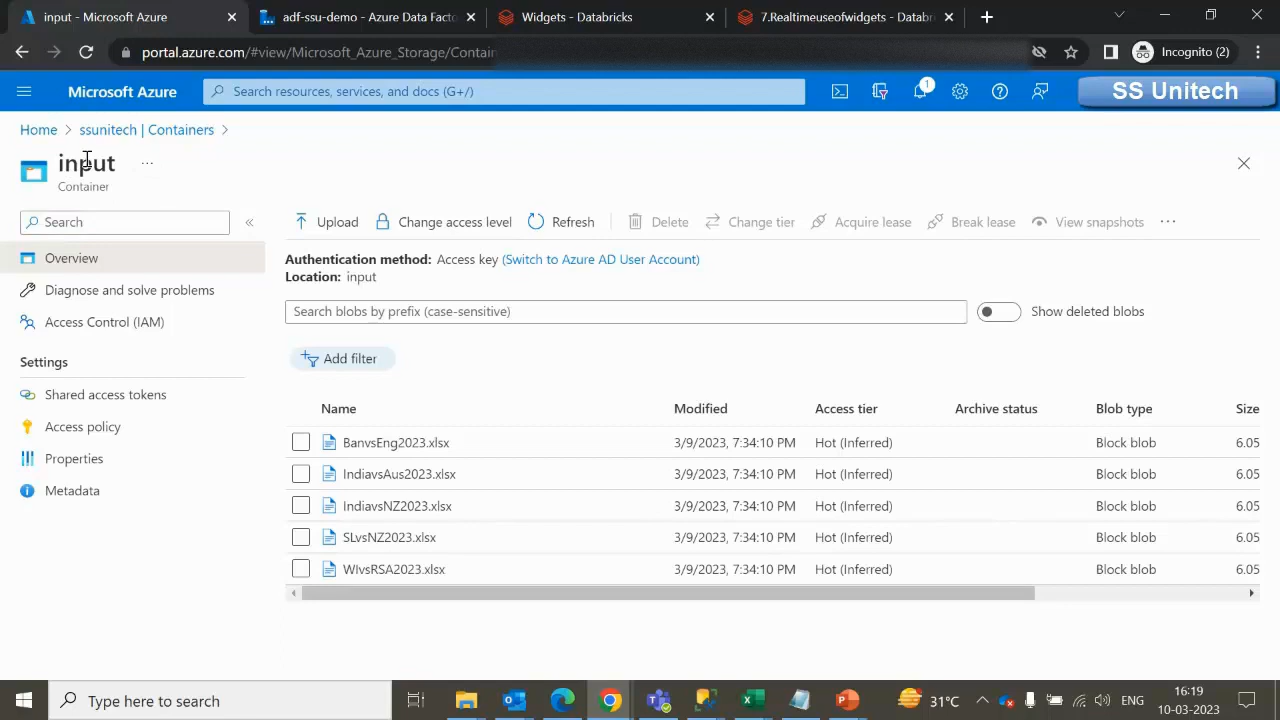 input - Microsoft Azure
adf-ssu-demo - Azure Data Facto
Widgets - Databricks
7.Realtimeuseofwidgets - Databri
portal.azure.com/#view/Microsoft_Azure_Storage/Contain
Incognito (2)
Microsoft Azure
Search resources, services, and docs (G+/)
1
SS Unitech
Home > ssunitech | Containers >
input
...
Container
Search
«
Upload
Change access level
Refresh
Delete
Change tier
Acquire lease
Break lease
View snapshots
...
Overview
Diagnose and solve problems
Access Control (IAM)
Settings
Shared access tokens
Access policy
Properties
Metadata
Authentication method: Access key (Switch to Azure AD User Account)
Location: input
Search blobs by prefix (case-sensitive)
Show deleted blobs
Add filter
Name Modified Access tier Archive status Blob type Size
BanvsEng2023.xlsx 3/9/2023, 7:34:10 PM Hot (Inferred) Block blob 6.05
IndiavsAus2023.xlsx 3/9/2023, 7:34:10 PM Hot (Inferred) Block blob 6.05
IndiavsNZ2023.xlsx 3/9/2023, 7:34:10 PM Hot (Inferred) Block blob 6.05
SLvsNZ2023.xlsx 3/9/2023, 7:34:10 PM Hot (Inferred) Block blob 6.05
WIvsRSA2023.xlsx 3/9/2023, 7:34:10 PM Hot (Inferred) Block blob 6.05
Type here to search
31°C
ENG
16:19
10-03-2023